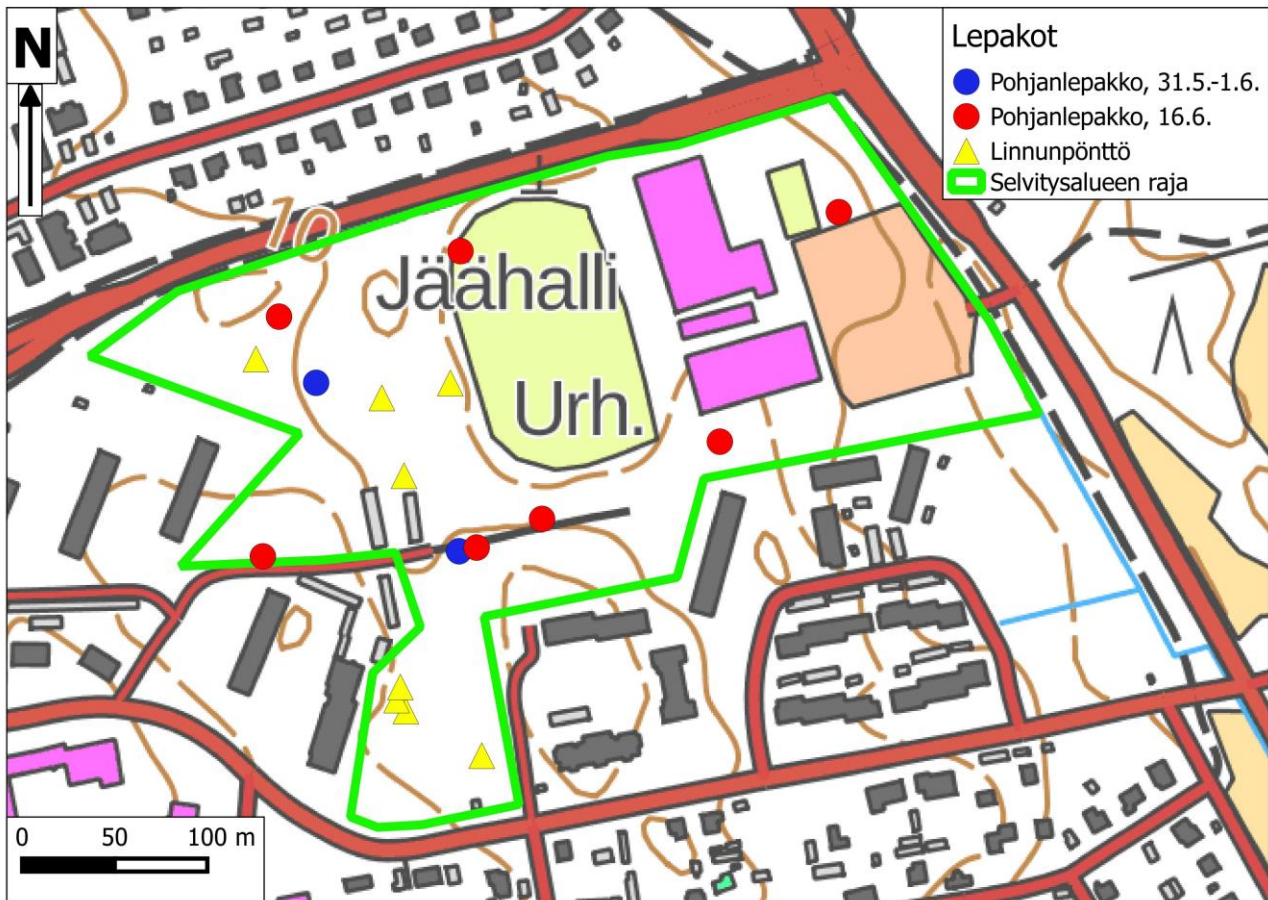 N
Lepakot
Pohjanlepakko, 31.5.-1.6.
Pohjanlepakko, 16.6.
Linnunpönttö
Selvitysalueen raja
10
Jäähalli
Urh.
0 50 100 m